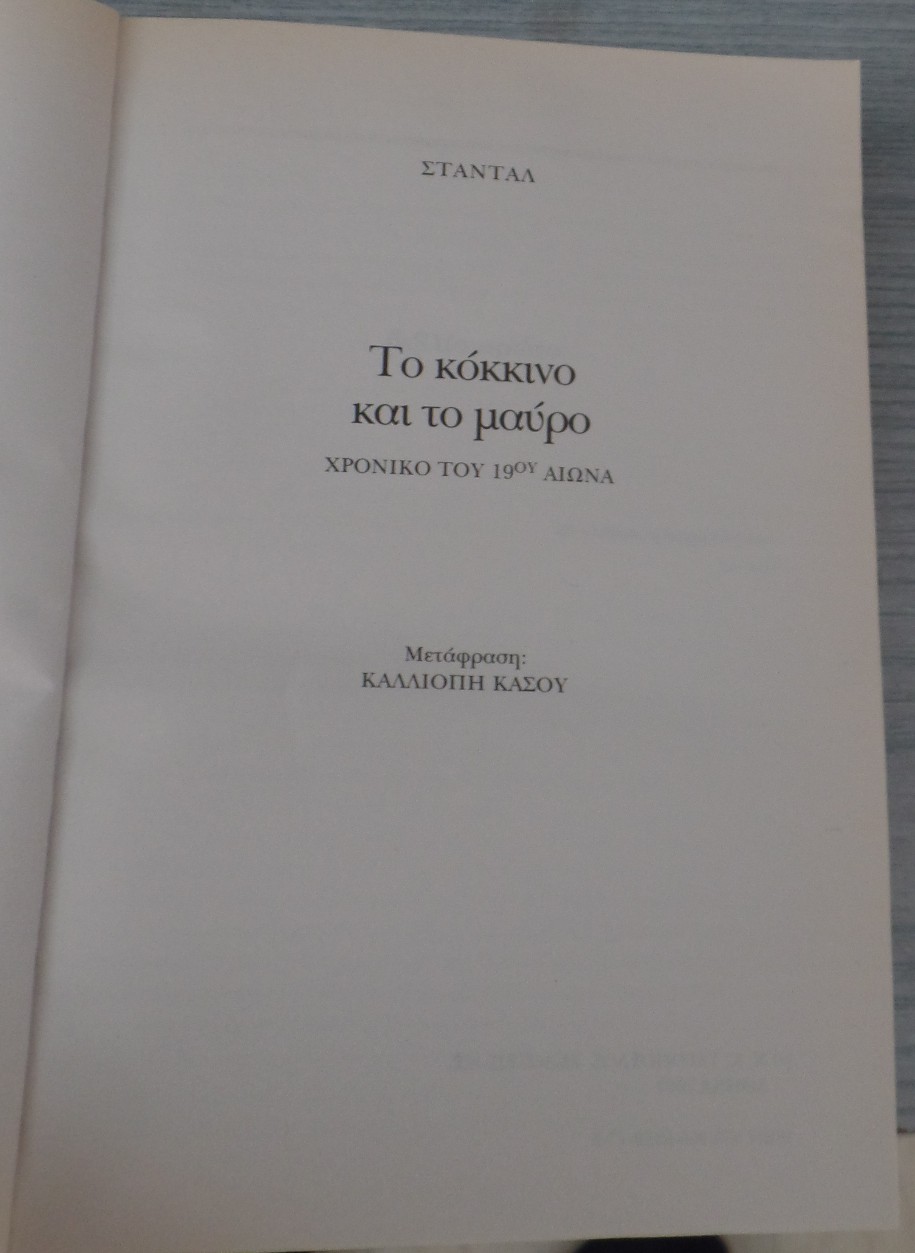 ΣΤΑΝΤΑΛ
Το κόκκινο
και το μαύρο
ΧΡΟΝΙΚΟ ΤΟΥ 19ΟΥ ΑΙΩΝΑ
Μετάφραση:
ΚΑΛΛΙΟΠΗ ΚΑΣΟΥ